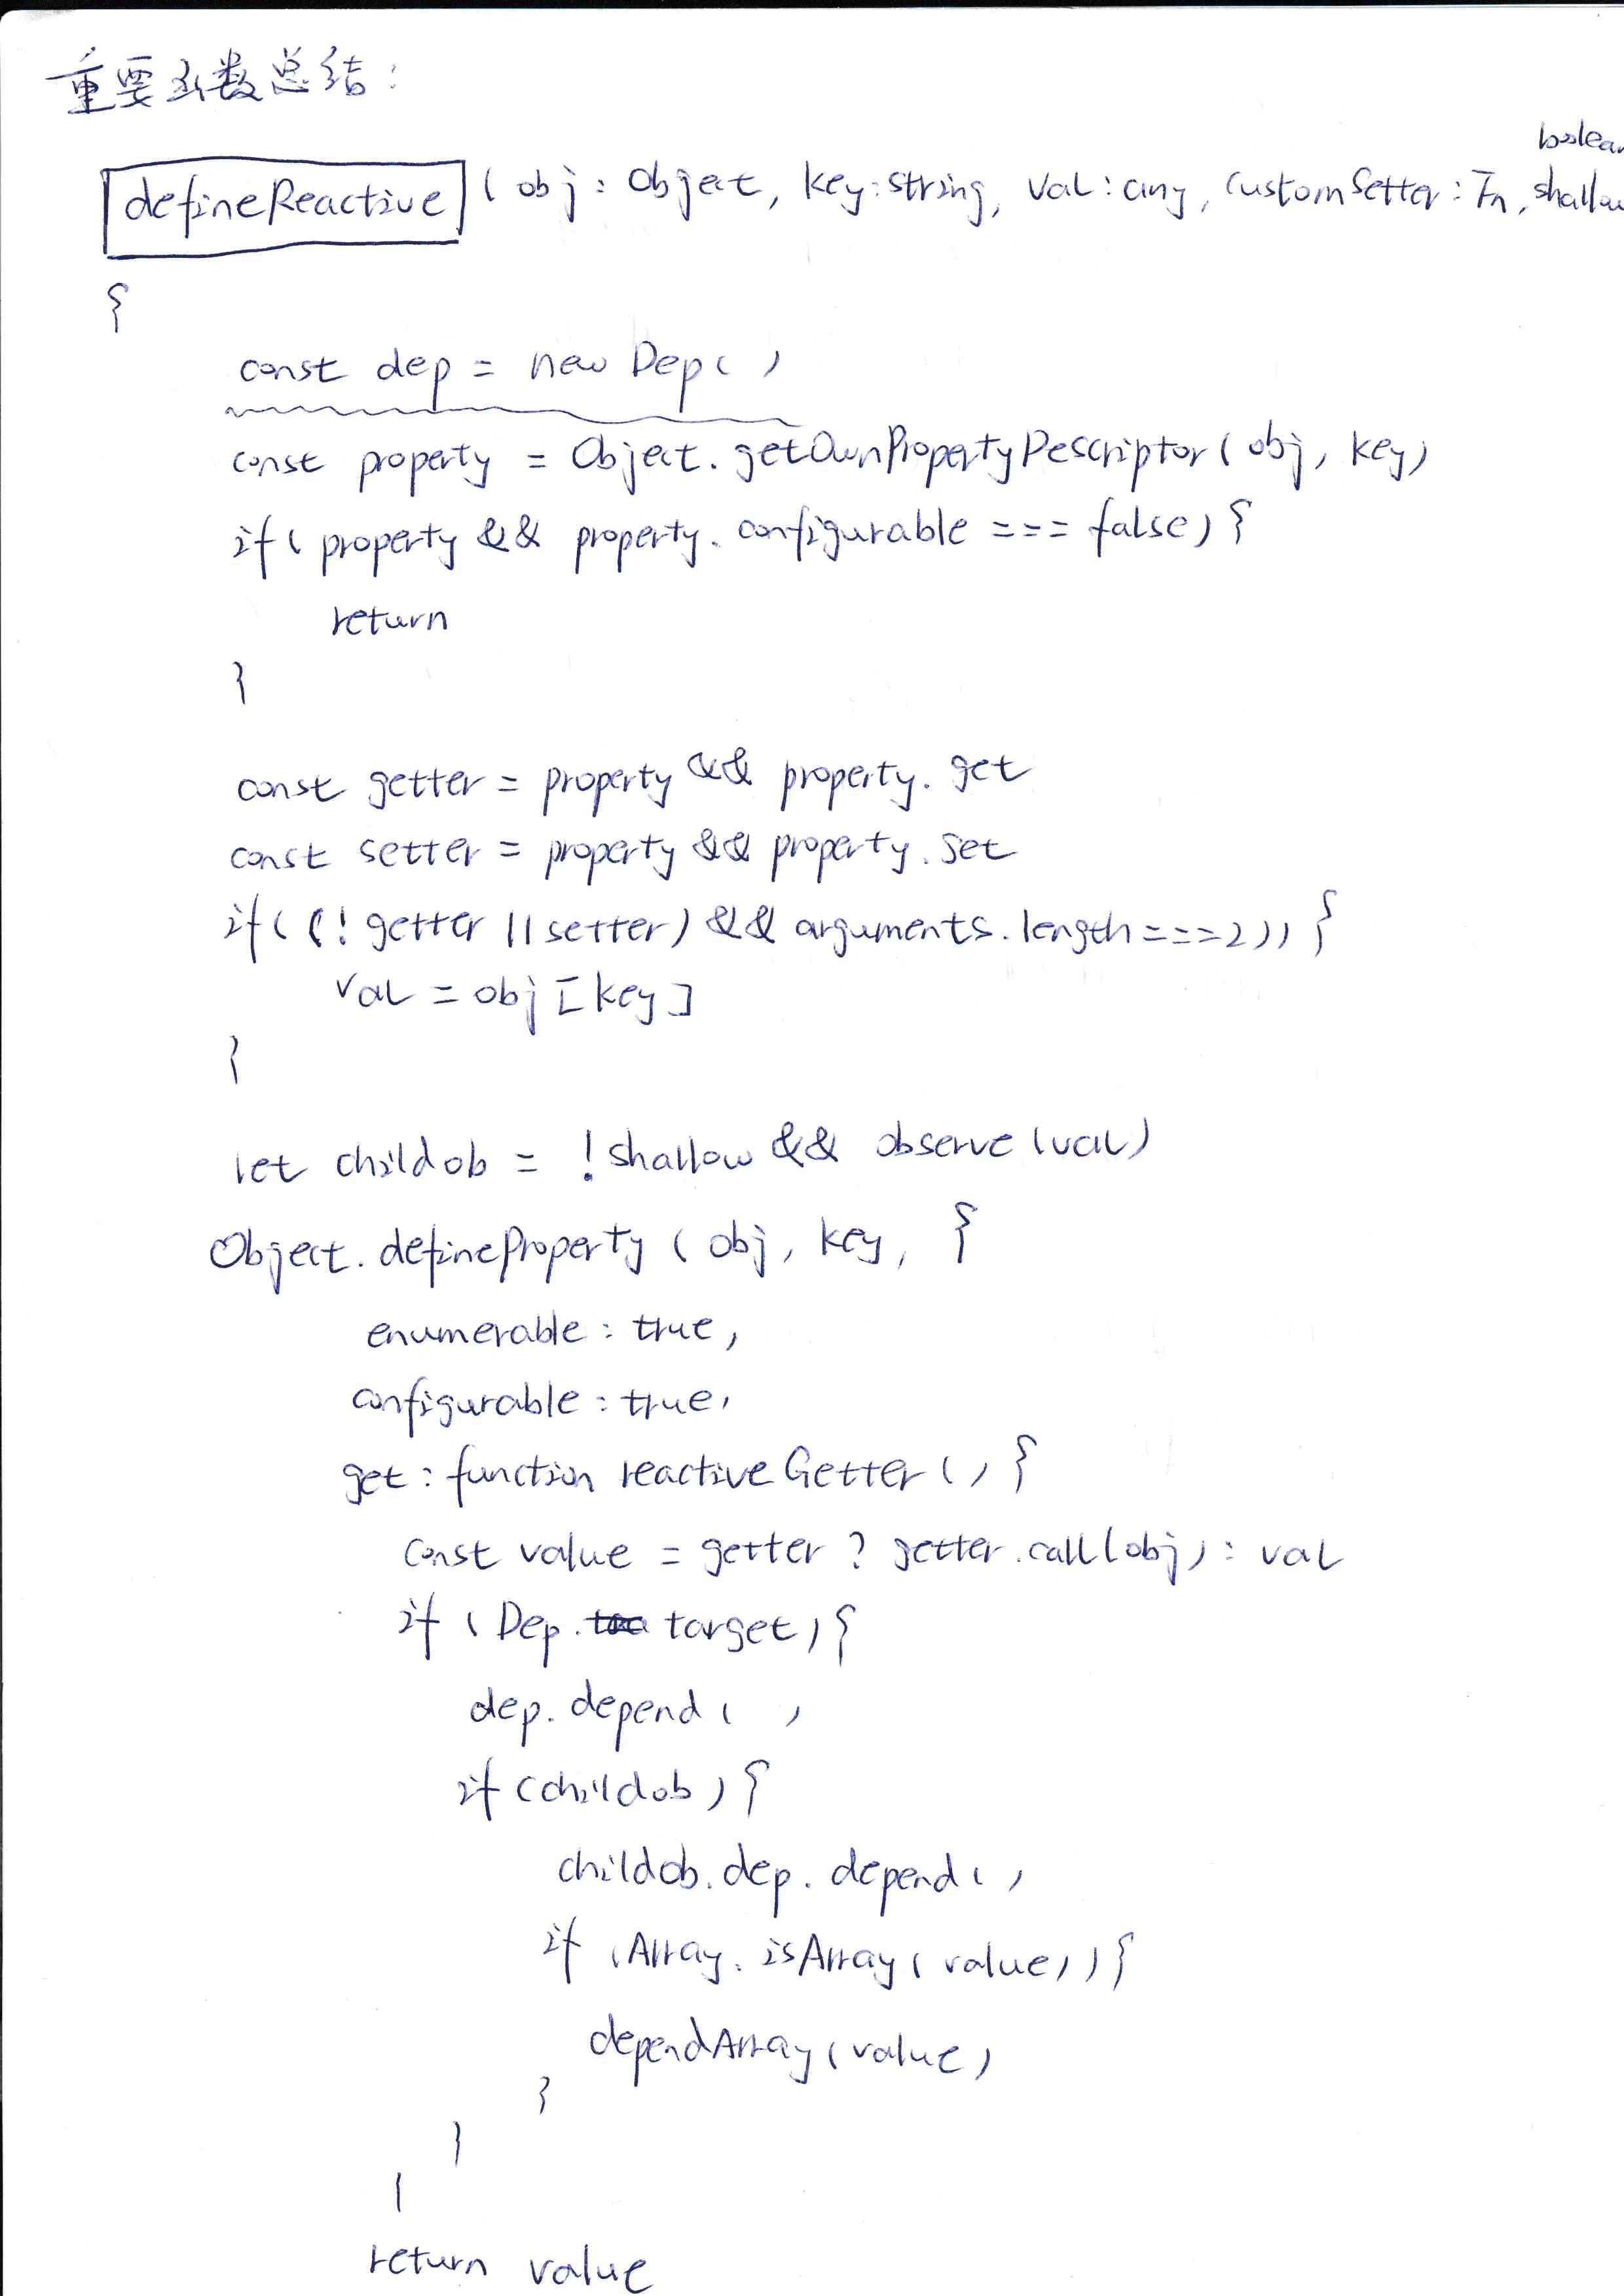 重要函数总结：
boolean
defineReactive ( obj : Object, key : string, val : any, customSetter : Fn, shallow
{
const dep = new Dep( )
const property = Object.getOwnPropertyDescriptor( obj, key)
if( property && property.configurable === false) {
return
}
const getter = property && property.get
const setter = property && property.set
if( (! getter || setter) && arguments.length === 2)) {
val = obj [key]
}
let childob = !shallow && observe (val)
Object.defineProperty ( obj, key, {
enumerable : true,
configurable : true,
get : function reactiveGetter () {
const value = getter ? getter.call(obj) : val
if (Dep.target) {
dep.depend( )
if (childob) {
childob.dep.depend( )
if (Array.isArray( value)) {
dependArray(value)
}
}
}
return value